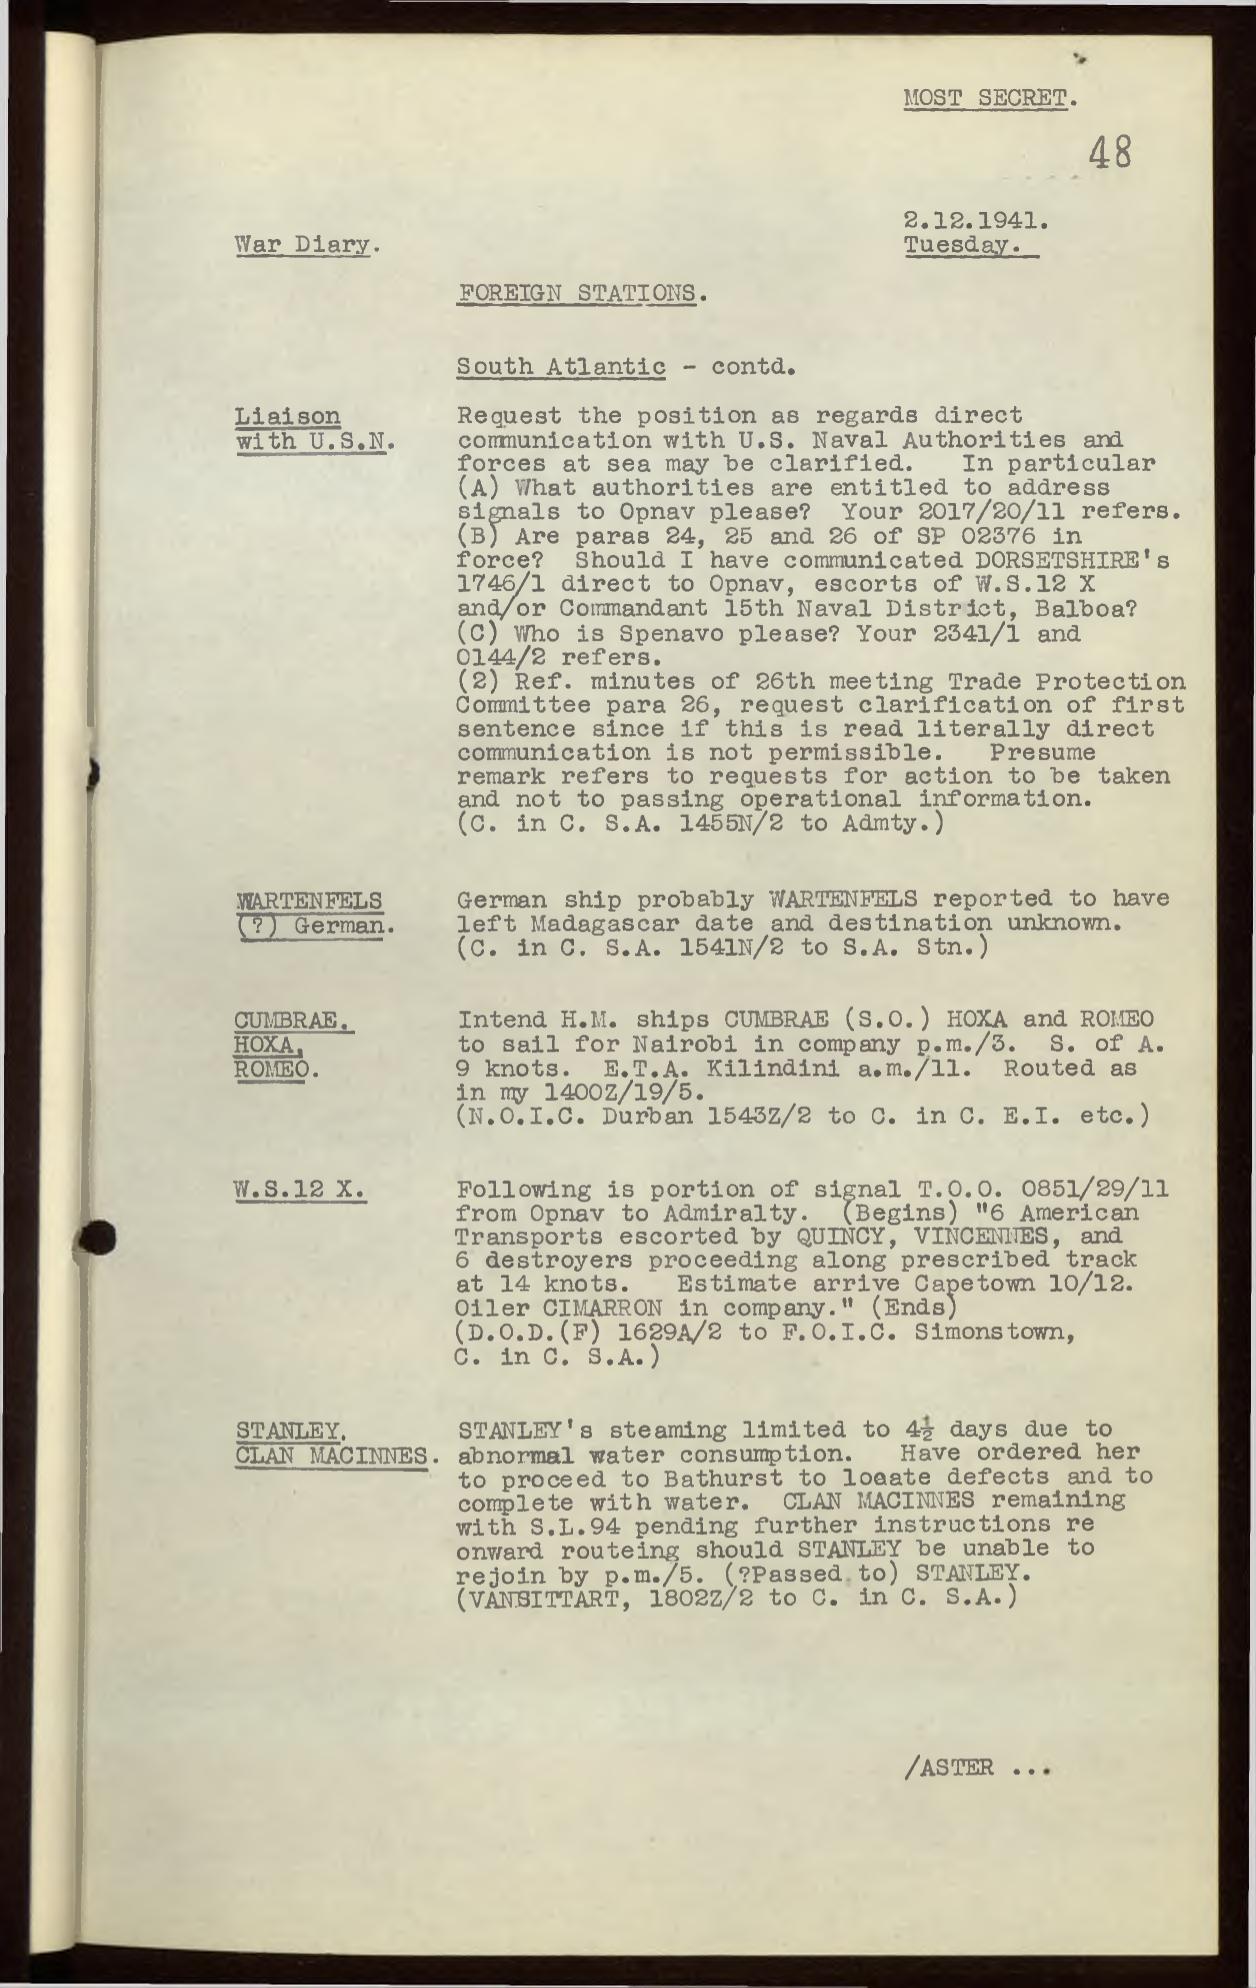 MOST SECRET.
48
2.12.1941.
War Diary.
Tuesday.
FOREIGN STATIONS.
South Atlantic - contd.
Liaison
with U.S.N.
Request the position as regards direct
communication with U.S. Naval Authorities and
forces at sea may be clarified. In particular
(A) What authorities are entitled to address
signals to Opnav please? Your 2017/20/11 refers.
(B) Are paras 24, 25 and 26 of SP 02376 in
force? Should I have communicated DORSETSHIRE's
1746/1 direct to Opnav, escorts of W.S.12 X
and/or Commandant 15th Naval District, Balboa?
(C) Who is Spenavo please? Your 2341/1 and
0144/2 refers.
(2) Ref. minutes of 26th meeting Trade Protection
Committee para 26, request clarification of first
sentence since if this is read literally direct
communication is not permissible. Presume
remark refers to requests for action to be taken
and not to passing operational information.
(C. in C. S.A. 1455N/2 to Admty.)
WARTENFELS
(?) German.
German ship probably WARTENFELS reported to have
left Madagascar date and destination unknown.
(C. in C. S.A. 1541N/2 to S.A. Stn.)
CUMBRAE,
HOXA,
ROMEO.
Intend H.M. ships CUMBRAE (S.O.) HOXA and ROMEO
to sail for Nairobi in company p.m./3. S. of A.
9 knots. E.T.A. Kilindini a.m./11. Routed as
in my 1400Z/19/5.
(N.O.I.C. Durban 1543Z/2 to C. in C. E.I. etc.)
W.S.12 X.
Following is portion of signal T.O.O. 0851/29/11
from Opnav to Admiralty. (Begins) "6 American
Transports escorted by QUINCY, VINCENNES, and
6 destroyers proceeding along prescribed track
at 14 knots. Estimate arrive Capetown 10/12.
Oiler CIMARRON in company." (Ends)
(D.O.D.(F) 1629A/2 to F.O.I.C. Simonstown,
C. in C. S.A.)
STANLEY.
CLAN MACINNES.
STANLEY's steaming limited to 4½ days due to
abnormal water consumption. Have ordered her
to proceed to Bathurst to loeate defects and to
complete with water. CLAN MACINNES remaining
with S.L.94 pending further instructions re
onward routeing should STANLEY be unable to
rejoin by p.m./5. (?Passed to) STANLEY.
(VANSITTART, 1802Z/2 to C. in C. S.A.)
/ASTER ...